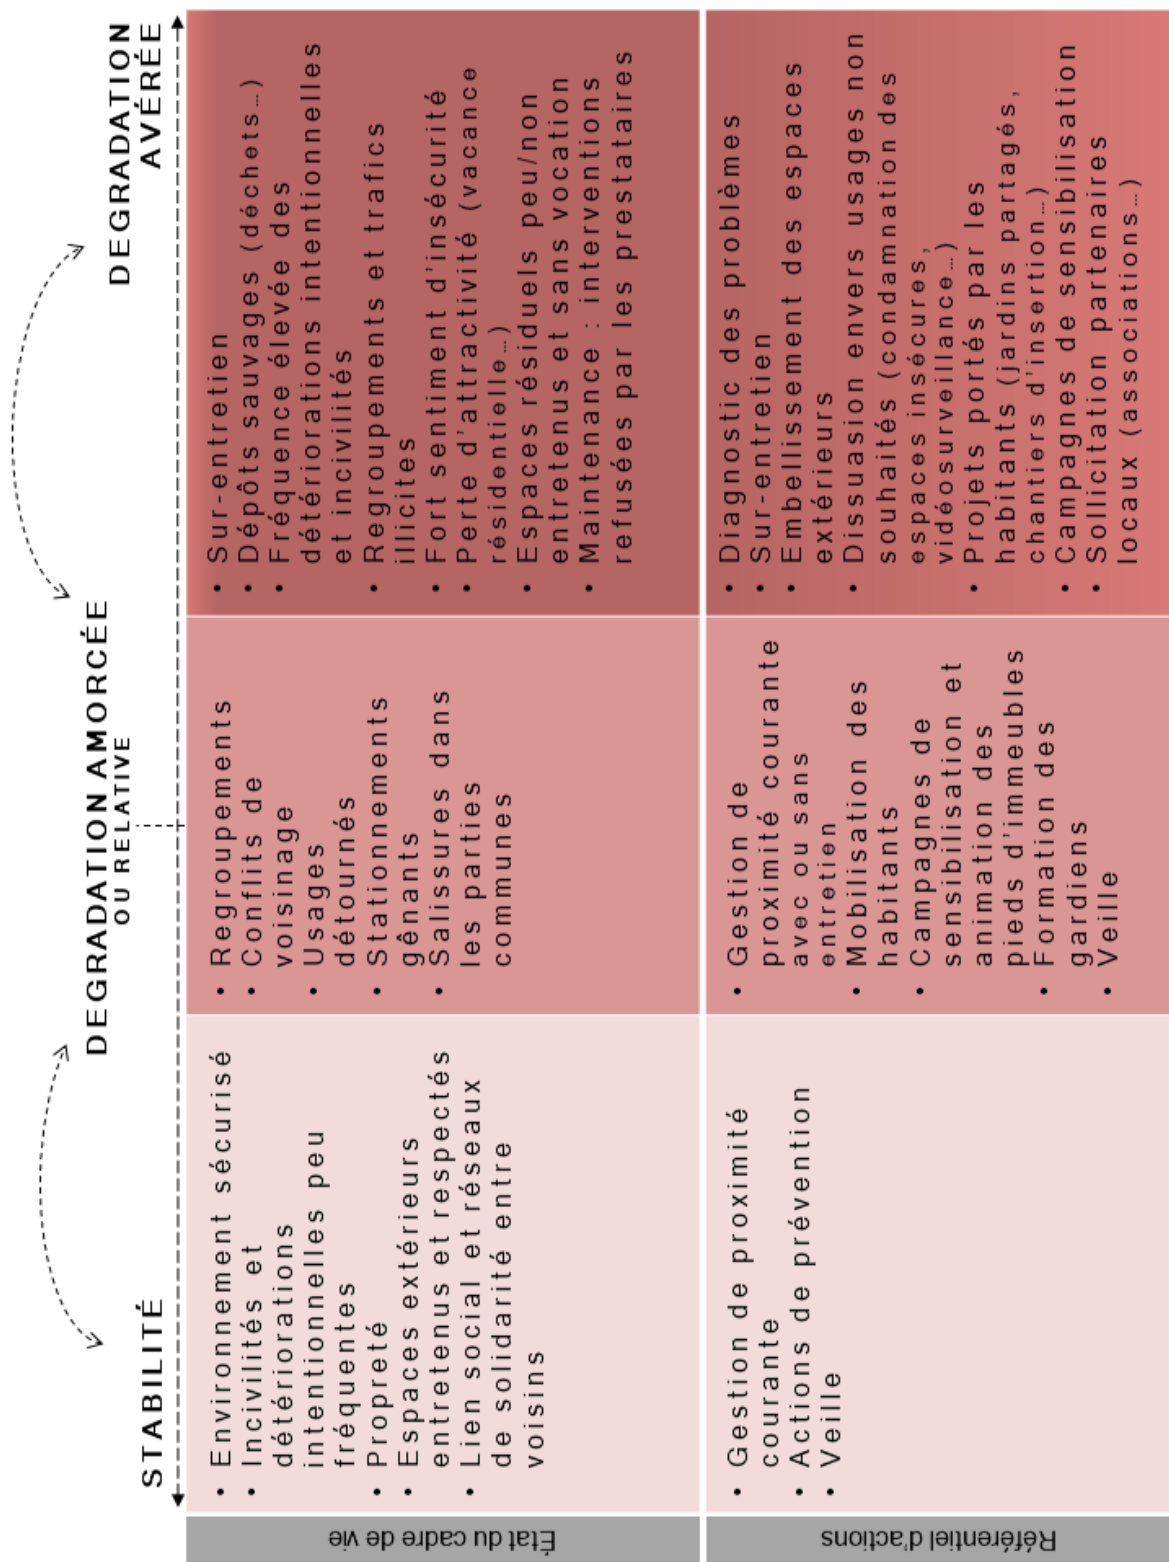 STABILITÉ
DEGRADATION AMORCÉE
OU RELATIVE
DEGRADATION
AVÉRÉE
État du cadre de vie
• Environnement sécurisé
• Incivilités et
détériorations
intentionnelles peu
fréquentes
• Propreté
• Espaces extérieurs
entretenus et respectés
• Lien social et réseaux
de solidarité entre
voisins
• Regroupements
• Conflits de
voisinage
• Usages
détournés
• Stationnements
gênants
• Salissures dans
les parties
communes
• Sur-entretien
• Dépôts sauvages (déchets…)
• Fréquence élevée des
détériorations intentionnelles
et incivilités
• Regroupements et trafics
illicites
• Fort sentiment d'insécurité
• Perte d'attractivité (vacance
résidentielle…)
• Espaces résiduels peu/non
entretenus et sans vocation
• Maintenance : interventions
refusées par les prestataires
Référentiel d'actions
• Gestion de proximité
courante
• Actions de prévention
• Veille
• Gestion de
proximité courante
avec ou sans
entretien
• Mobilisation des
habitants
• Campagnes de
sensibilisation et
animation des
pieds d'immeubles
• Formation des
gardiens
• Veille
• Diagnostic des problèmes
• Sur-entretien
• Embellissement des espaces
extérieurs
• Dissuasion envers usages non
souhaités (condamnation des
espaces insécures,
vidéosurveillance…)
• Projets portés par les
habitants (jardins partagés,
chantiers d'insertion…)
• Campagnes de sensibilisation
• Sollicitation partenaires
locaux (associations…)